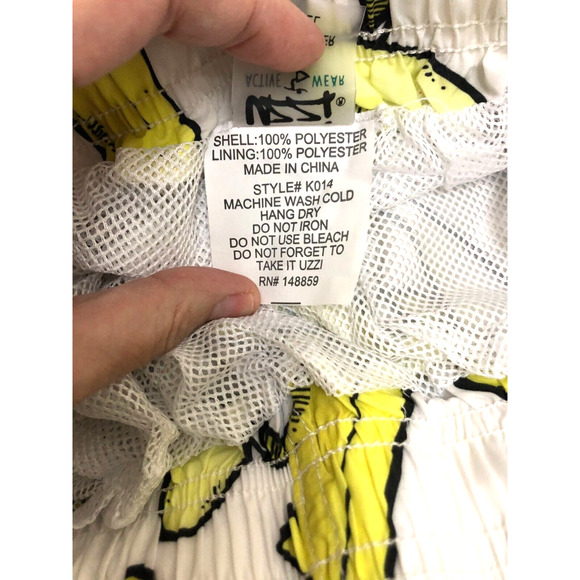 ACTIVE WEAR
®
SHELL:100% POLYESTER
LINING:100% POLYESTER
MADE IN CHINA
STYLE# K014
MACHINE WASH COLD
HANG DRY
DO NOT IRON
DO NOT USE BLEACH
DO NOT FORGET TO
TAKE IT UZZI
RN# 148859